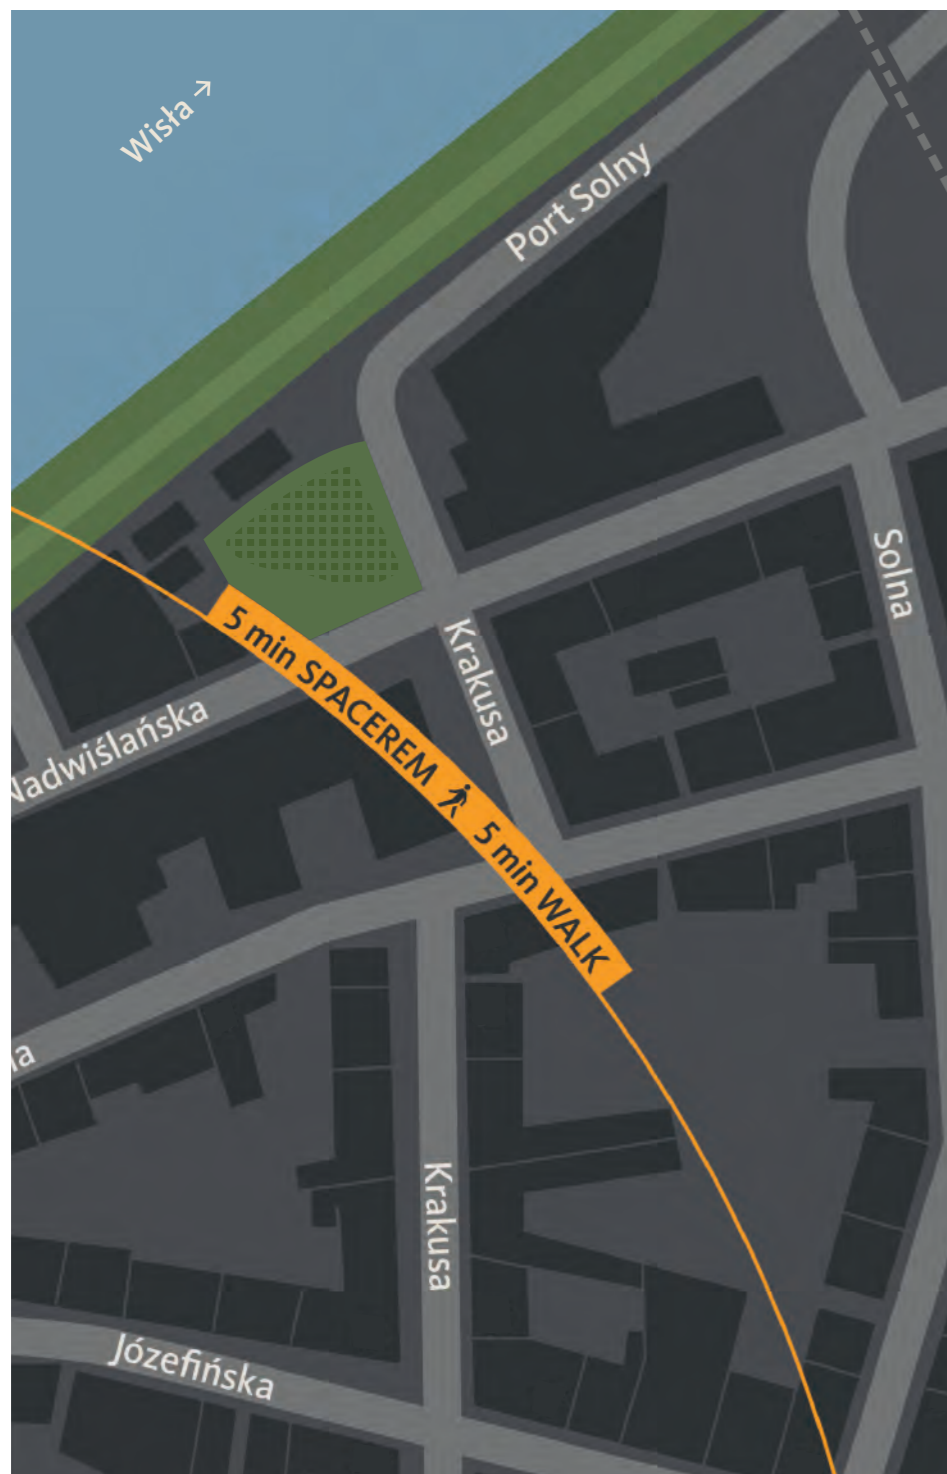 Wisła →
Port Solny
Solna
Krakusa
5 min SPACEREM 5 min WALK
Nadwiślańska
Krakusa
Józefińska